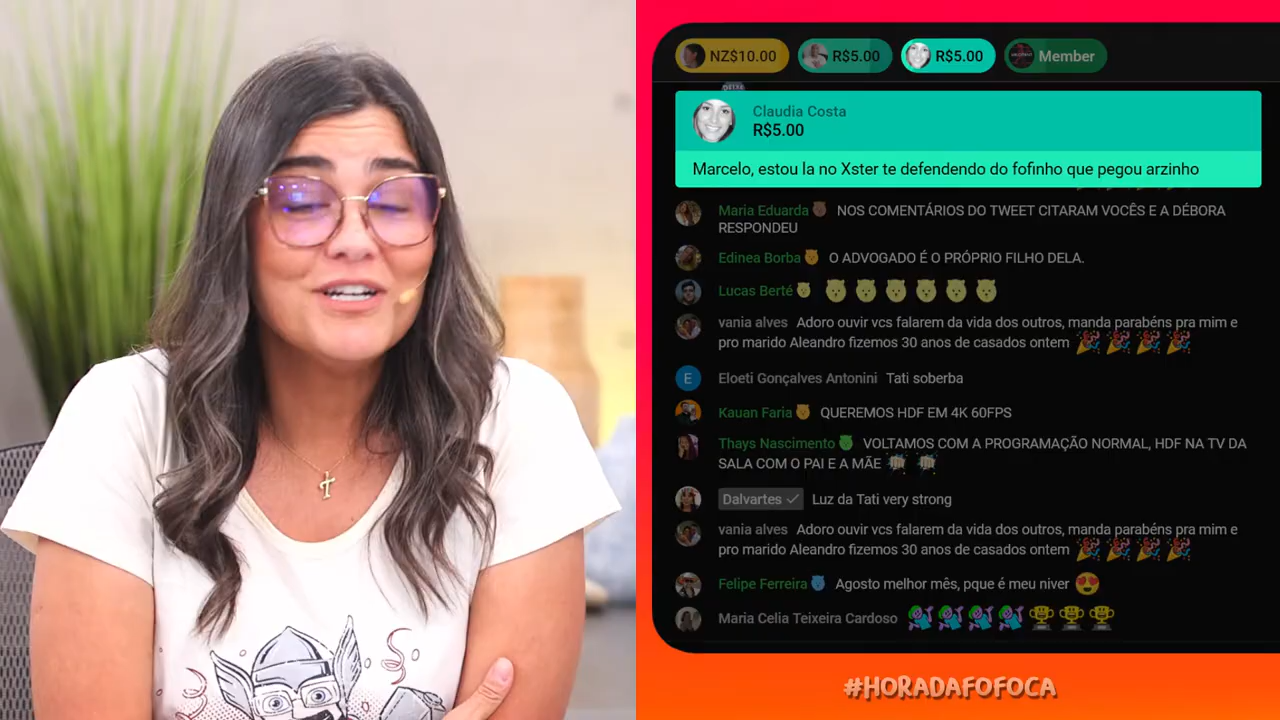 NZ$10.00
R$5.00
R$5.00
Member
Claudia Costa
R$5.00
Marcelo, estou la no Xster te defendendo do fofinho que pegou arzinho
Maria Eduarda NOS COMENTÁRIOS DO TWEET CITARAM VOCÊS E A DÉBORA
RESPONDEU
Edinea Borba O ADVOGADO É O PRÓPRIO FILHO DELA.
Lucas Berté
vania alves Adoro ouvir vcs falarem da vida dos outros, manda parabéns pra mim e
pro marido Aleandro fizemos 30 anos de casados ontem
E
Eloeti Gonçalves Antonini Tati soberba
Kauan Faria QUEREMOS HDF EM 4K 60FPS
Thays Nascimento VOLTAMOS COM A PROGRAMAÇÃO NORMAL, HDF NA TV DA
SALA COM O PAI E A MÃE
Dalvartes Luz da Tati very strong
vania alves Adoro ouvir vcs falarem da vida dos outros, manda parabéns pra mim e
pro marido Aleandro fizemos 30 anos de casados ontem
Felipe Ferreira Agosto melhor mês, pque é meu niver
Maria Celia Teixeira Cardoso
#HORADAFOFOCA